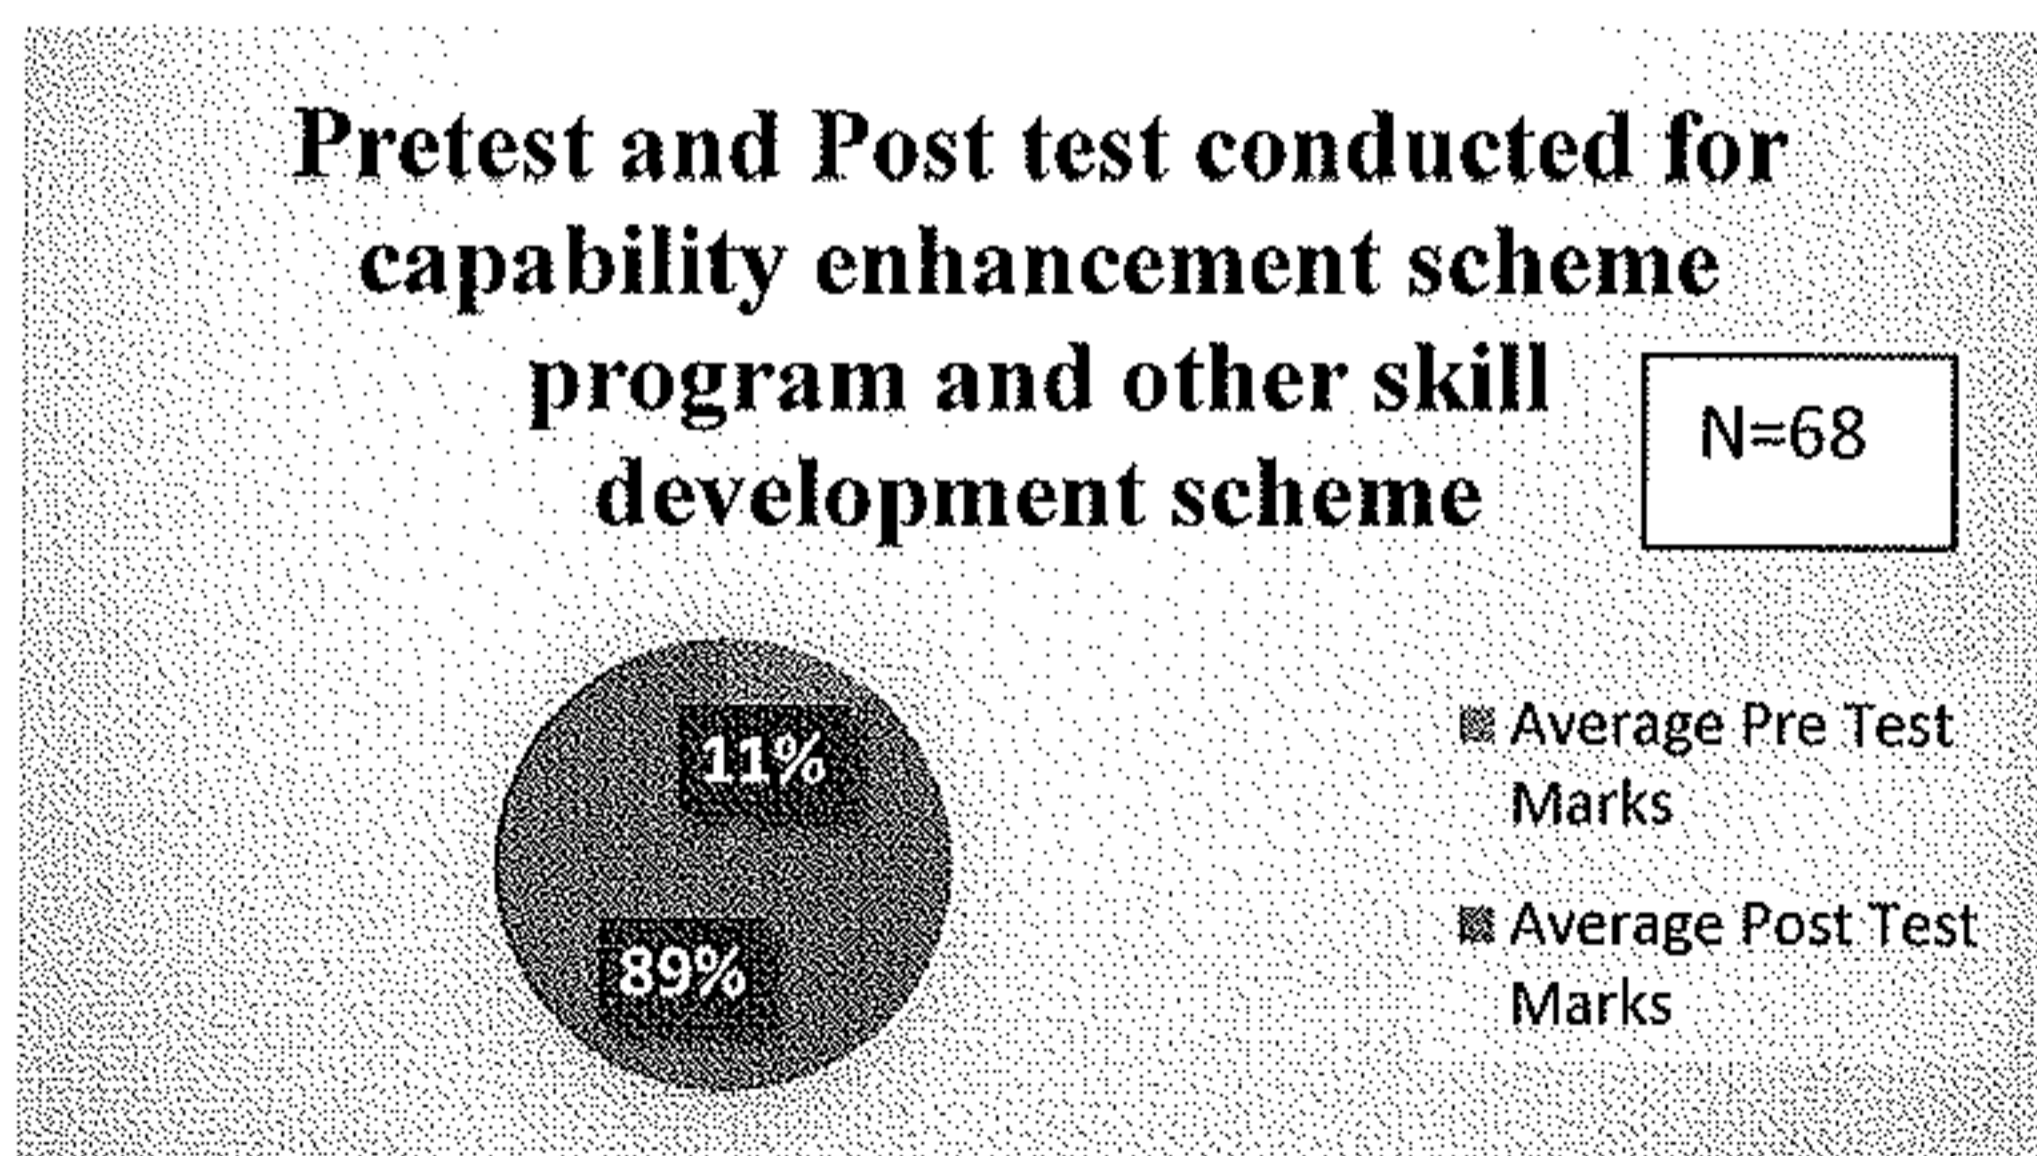 Pretest and Post test conducted for
capability enhancement scheme
program and other skill
development scheme
N=68
11%
89%
Average Pre Test
Marks
Average Post Test
Marks